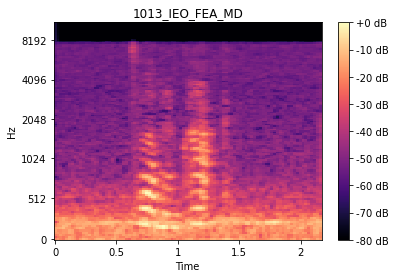 1013_IEO_FEA_MD
+0 dB
8192
-10 dB
4096
-20 dB
-30 dB
2048
Hz
-40 dB
1024
-50 dB
512
-60 dB
-70 dB
0
-80 dB
0
0.5
1
1.5
2
Time